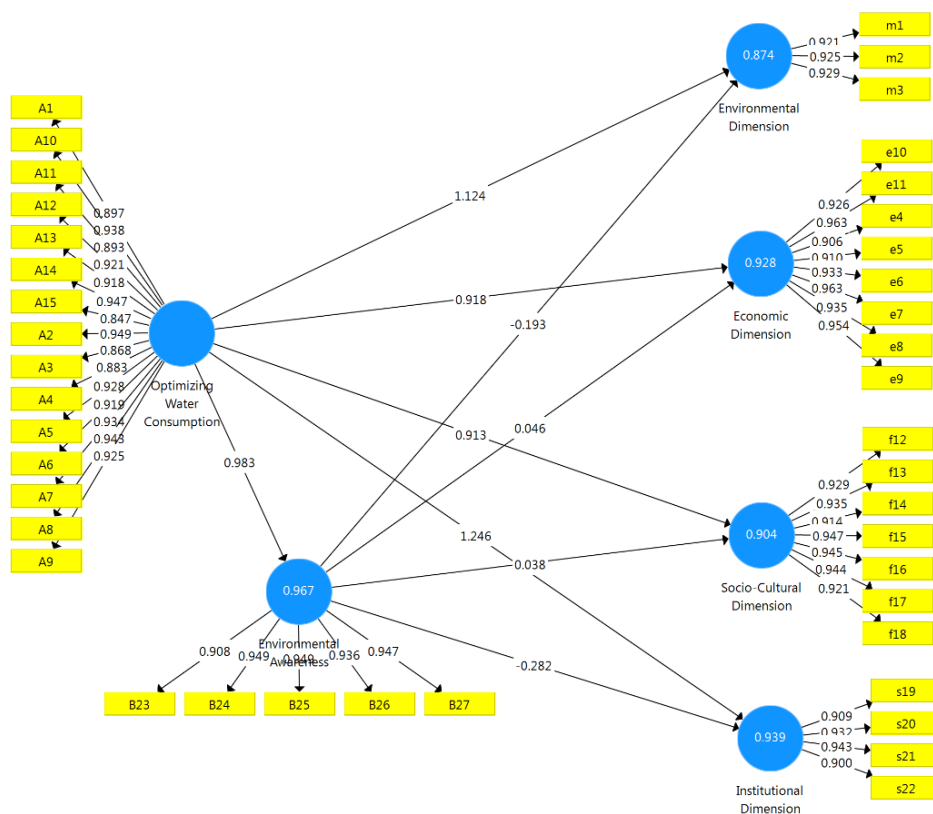 m1
0.921
0.874
0.925
m2
0.929
m3
Environmental
Dimension
A1
A10
A11
A12
A13
A14
A15
A2
A3
A4
A5
A6
A7
A8
A9
0.897
0.938
0.893
0.921
0.918
0.947
0.847
0.949
0.868
0.883
0.928
0.919
0.934
0.943
0.925
Optimizing
Water
Consumption
1.124
0.918
-0.193
0.913
0.046
0.983
1.246
0.038
-0.282
e10
e11
e4
e5
e6
e7
e8
e9
0.926
0.963
0.906
0.910
0.933
0.963
0.935
0.954
0.928
Economic
Dimension
f12
f13
f14
f15
f16
f17
f18
0.929
0.935
0.914
0.947
0.945
0.944
0.921
0.904
Socio-Cultural
Dimension
0.967
Environmental
Awareness
0.908
0.949
0.936
0.947
B23
B24
B25
B26
B27
s19
s20
s21
s22
0.909
0.932
0.943
0.900
0.939
Institutional
Dimension